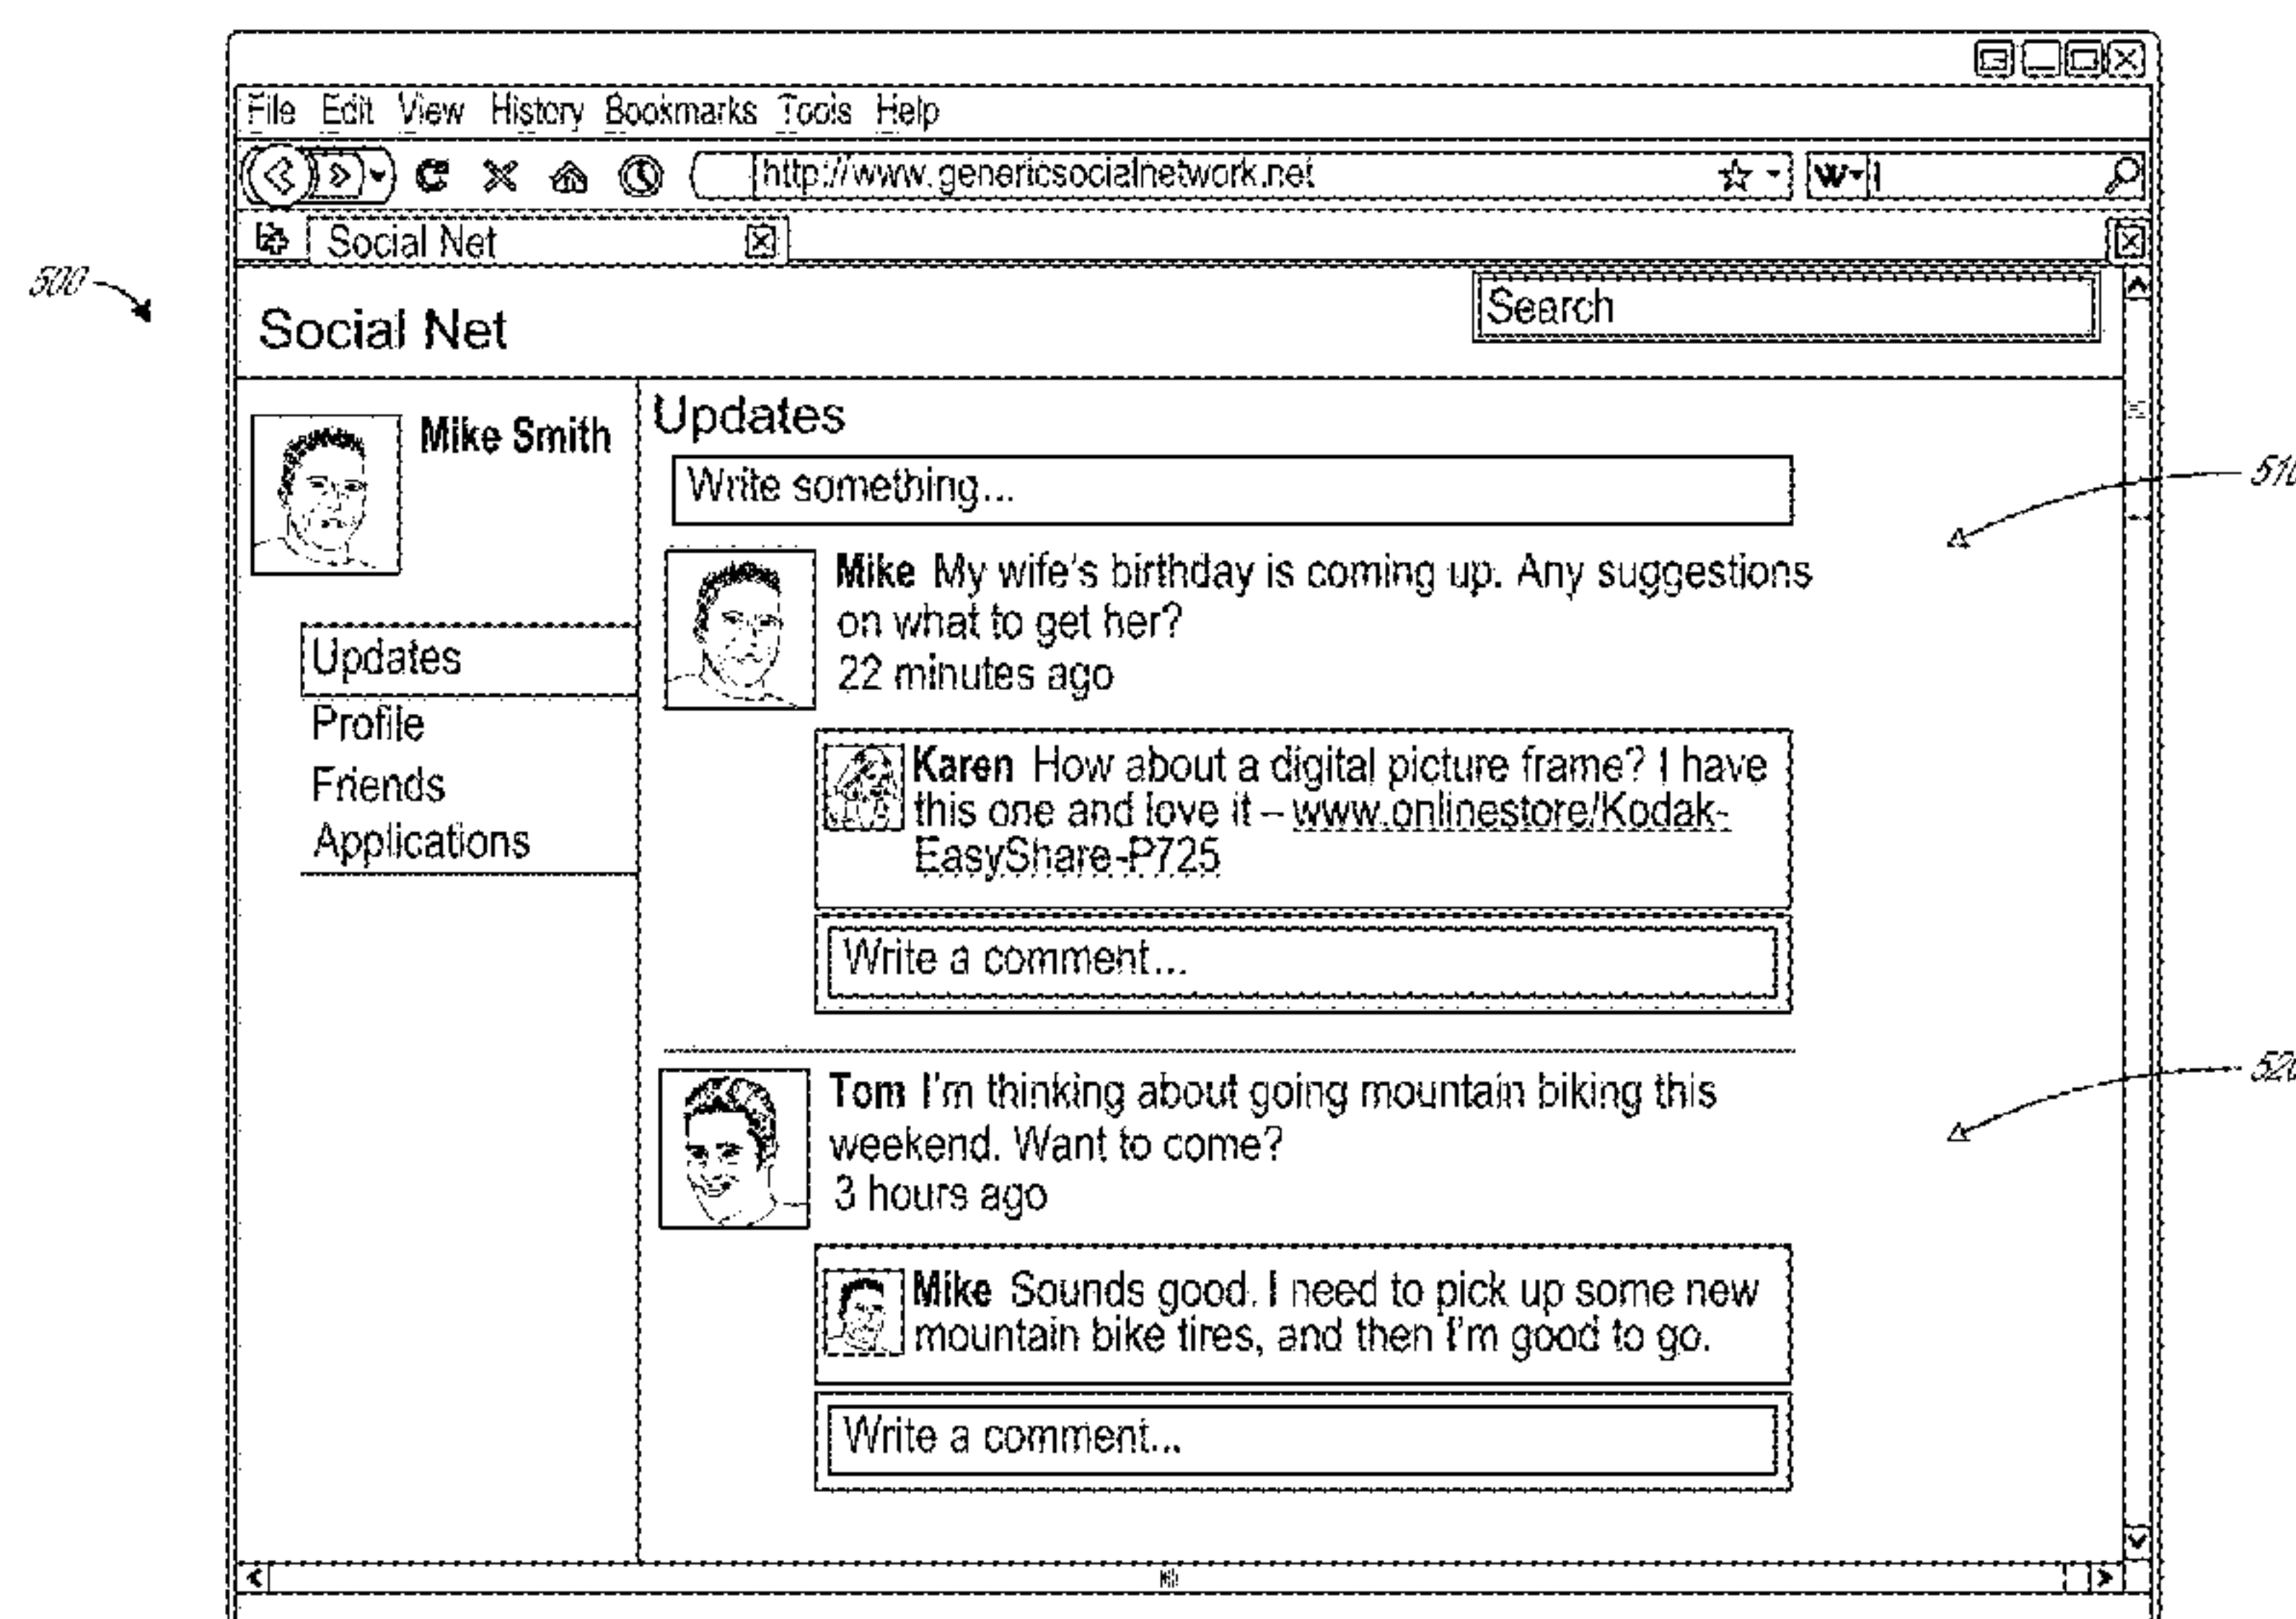 File Edit View History Bookmarks Tools Help
http://www.genericsocialnetwork.net
W
Social Net
500
Social Net
Search
Mike Smith
Updates
Profile
Friends
Applications
Updates
Write something...
510
Mike My wife's birthday is coming up. Any suggestions
on what to get her?
22 minutes ago
Karen How about a digital picture frame? I have
this one and love it – www.onlinestore/Kodak-
EasyShare-P725
Write a comment...
520
Tom I'm thinking about going mountain biking this
weekend. Want to come?
3 hours ago
Mike Sounds good. I need to pick up some new
mountain bike tires, and then I'm good to go.
Write a comment...